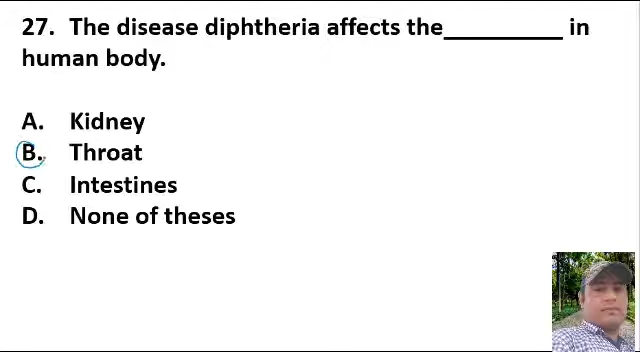 27. The disease diphtheria affects the__________ in
human body.
A. Kidney
B. Throat
C. Intestines
D. None of theses